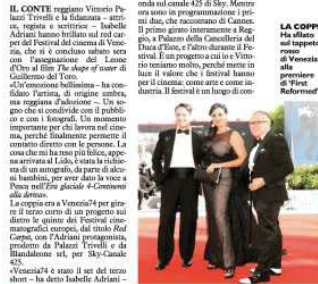 IL CONTE reggiano Vittorio Pa-
lazzi Trivelli e la fidanzata – attri-
ce, regista e scrittrice – Isabelle
Adriani hanno brillato sul red car-
pet del Festival del cinema di Vene-
zia, che si è concluso sabato sera
con l'assegnazione del Leone
d'Oro al film The shape of water di
Guillermo del Toro.
«Un'emozione bellissima – ha con-
fidato l'artista, di origine umbra,
ma reggiana d'adozione –. Un so-
gno che si condivide con il pubbli-
co e con i fotografi. Un momento
importante per chi lavora nel cine-
ma, perché finalmente permette il
contatto diretto con le persone. La
cosa che mi ha reso più felice, appe-
na arrivata al Lido, è stata la richie-
sta di un autografo, da parte di alcu-
ni bambini, per aver dato la voce a
Pesca nell'Era glaciale 4-Continenti
alla deriva».
La coppia era a Venezia74 per gira-
re il terzo corto di un progetto sui
dietro le quinte dei Festival cine-
matografici europei, dal titolo Red
Carpet, con l'Adriani protagonista,
prodotto da Palazzi Trivelli e da
Blandaleone srl, per Sky-Canale
425.
«Venezia74 è stato il set del terzo
short – ha detto Isabelle Adriani –
onda sul canale 425 di Sky. Mentre
ora sono in programmazione i pri-
mi due, che raccontano di Cannes.
Il primo girato interamente a Reg-
gio, a Palazzo della Cancelleria del
Duca d'Este, e l'altro durante il Fe-
stival. È un progetto a cui io e Vitto-
rio teniamo molto, perché mette in
luce il valore che i festival hanno
per il cinema: come arte e come in-
dustria. Il festival è un luogo di con-
LA COPPI
Ha sfilato
sul tappeto
rosso
di Venezia
alla
premiere
di 'First
Reformed'